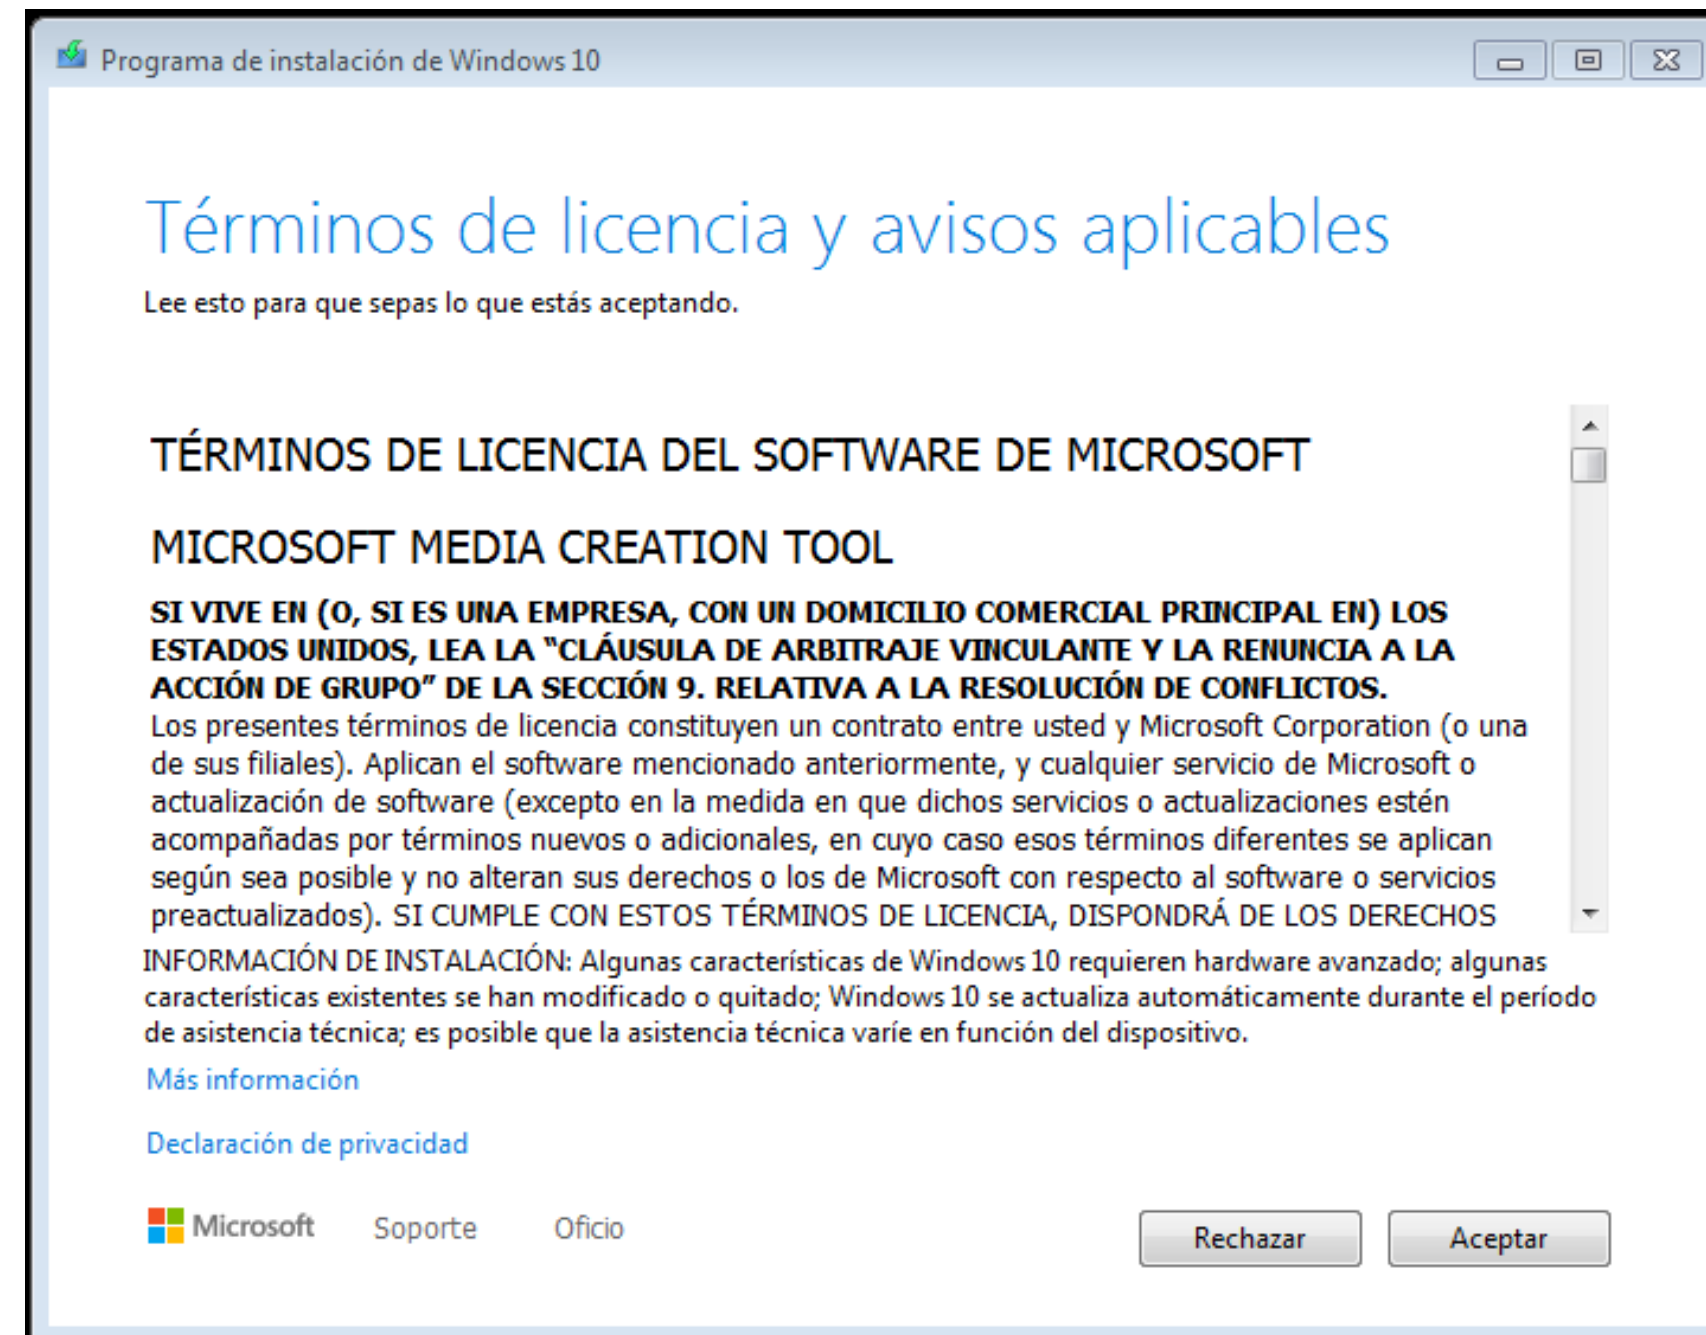 Programa de instalación de Windows 10
Términos de licencia y avisos aplicables
Lee esto para que sepas lo que estás aceptando.
TÉRMINOS DE LICENCIA DEL SOFTWARE DE MICROSOFT
MICROSOFT MEDIA CREATION TOOL
SI VIVE EN (O, SI ES UNA EMPRESA, CON UN DOMICILIO COMERCIAL PRINCIPAL EN) LOS
ESTADOS UNIDOS, LEA LA “CLÁUSULA DE ARBITRAJE VINCULANTE Y LA RENUNCIA A LA
ACCIÓN DE GRUPO” DE LA SECCIÓN 9. RELATIVA A LA RESOLUCIÓN DE CONFLICTOS.
Los presentes términos de licencia constituyen un contrato entre usted y Microsoft Corporation (o una
de sus filiales). Aplican el software mencionado anteriormente, y cualquier servicio de Microsoft o
actualización de software (excepto en la medida en que dichos servicios o actualizaciones estén
acompañadas por términos nuevos o adicionales, en cuyo caso esos términos diferentes se aplican
según sea posible y no alteran sus derechos o los de Microsoft con respecto al software o servicios
preactualizados). SI CUMPLE CON ESTOS TÉRMINOS DE LICENCIA, DISPONDRÁ DE LOS DERECHOS
INFORMACIÓN DE INSTALACIÓN: Algunas características de Windows 10 requieren hardware avanzado; algunas
características existentes se han modificado o quitado; Windows 10 se actualiza automáticamente durante el período
de asistencia técnica; es posible que la asistencia técnica varíe en función del dispositivo.
Más información
Declaración de privacidad
Microsoft Soporte Oficio
Rechazar Aceptar